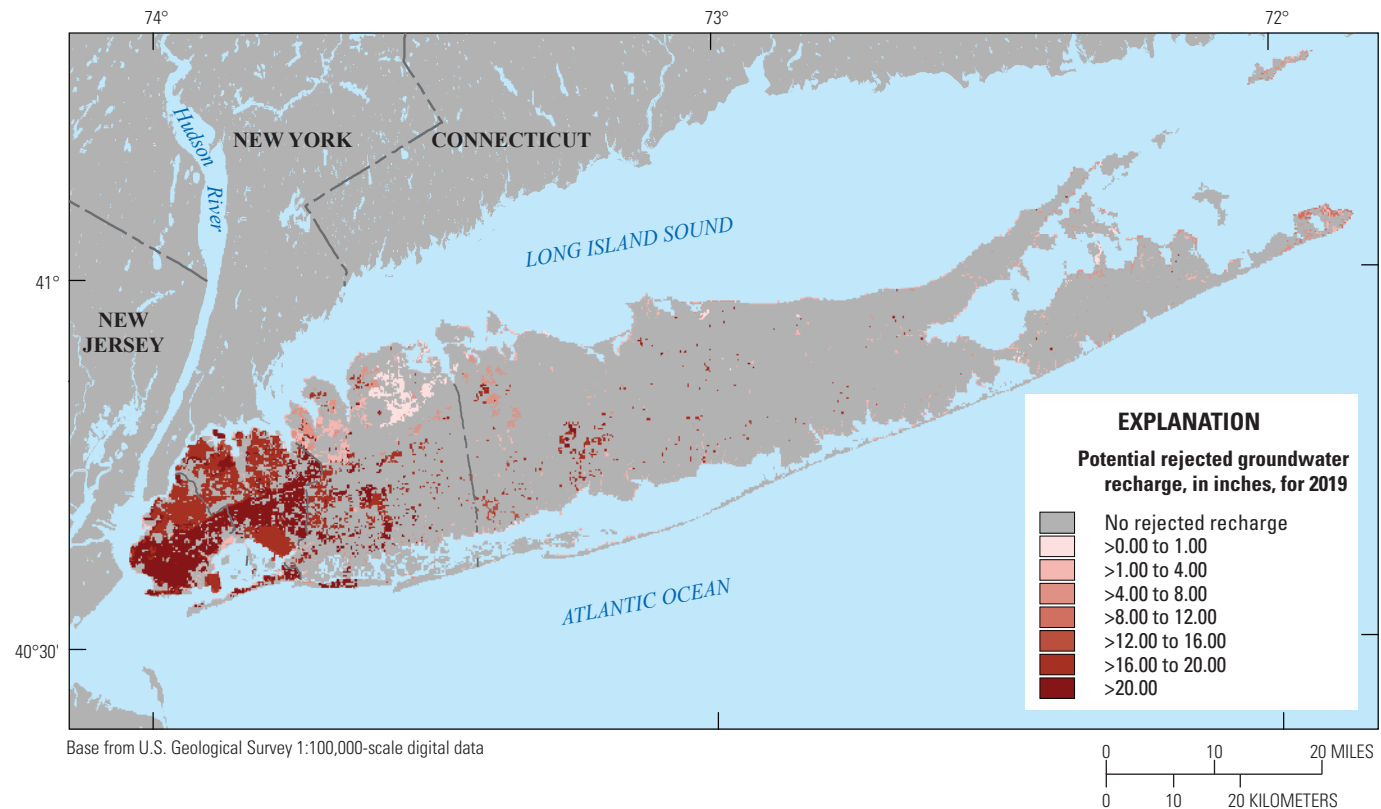 74°
73°
72°
Hudson
River
NEW YORK
CONNECTICUT
LONG ISLAND SOUND
41°
NEW
JERSEY
ATLANTIC OCEAN
40°30'
EXPLANATION
Potential rejected groundwater
recharge, in inches, for 2019
No rejected recharge
>0.00 to 1.00
>1.00 to 4.00
>4.00 to 8.00
>8.00 to 12.00
>12.00 to 16.00
>16.00 to 20.00
>20.00
Base from U.S. Geological Survey 1:100,000-scale digital data
0 10 20 MILES
0 10 20 KILOMETERS